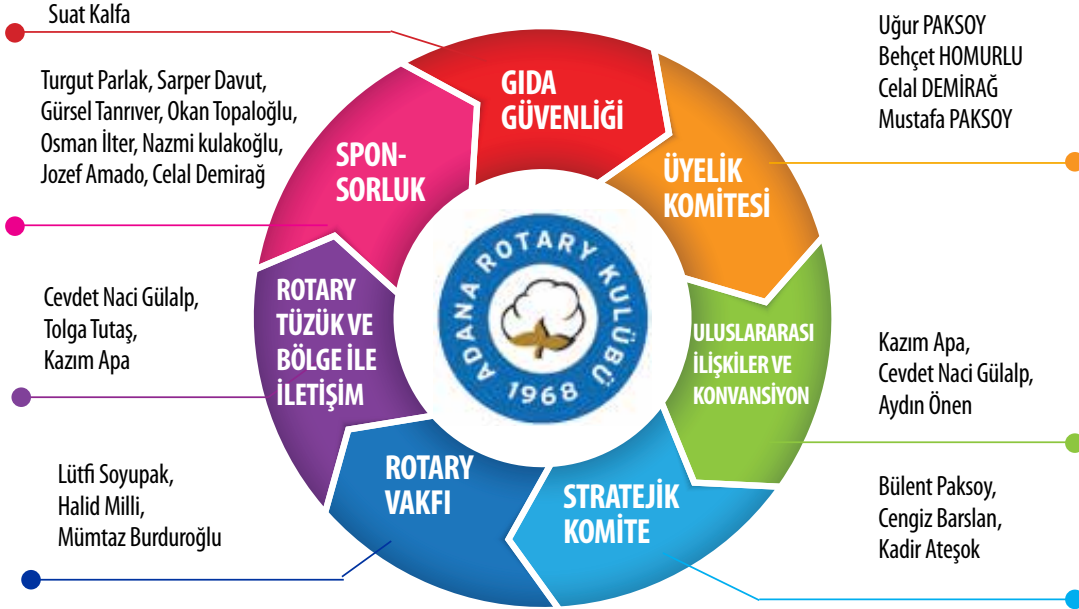 Suat Kalfa
Turgut Parlak, Sarper Davut,
Gürsel Tanrıver, Okan Topaloğlu,
Osman İlter, Nazmi kulakoğlu,
Jozef Amado, Celal Demirağ
Cevdet Naci Gülalp,
Tolga Tutaş,
Kazım Apa
Lütfi Soyupak,
Halid Milli,
Mümtaz Burduroğlu
GIDA
GÜVENLİĞİ
SPON-
SORLUK
ÜYELİK
KOMİTESİ
ROTARY
TÜZÜK VE
BÖLGE İLE
İLETİŞİM
ADANA ROTARY KULÜBÜ
1968
ULUSLARARASI
İLİŞKİLER VE
KONVANSİYON
ROTARY
VAKFI
STRATEJİK
KOMİTE
Uğur PAKSOY
Behçet HOMURLU
Celal DEMİRAĞ
Mustafa PAKSOY
Kazım Apa,
Cevdet Naci Gülalp,
Aydın Önen
Bülent Paksoy,
Cengiz Barslan,
Kadir Ateşok